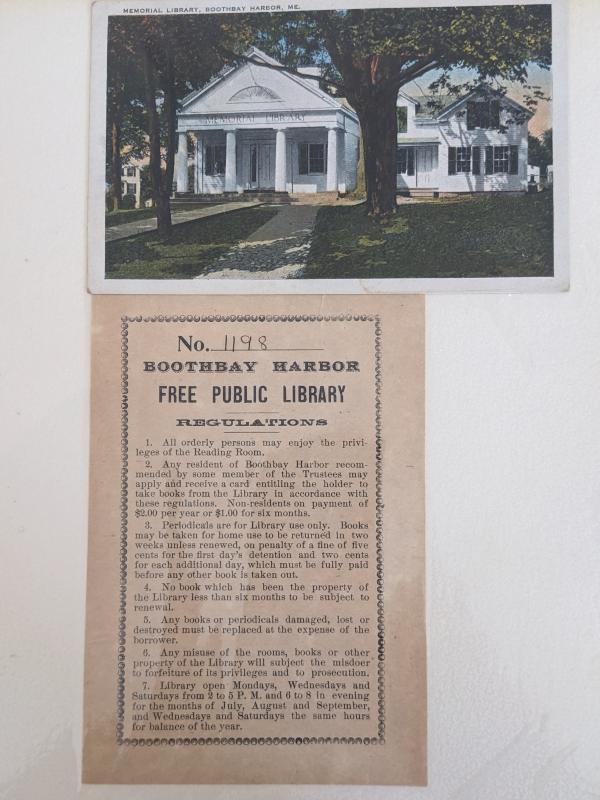 MEMORIAL LIBRARY, BOOTHBAY HARBOR, ME.
MEMORIAL LIBRARY
No. 1198
BOOTHBAY HARBOR
FREE PUBLIC LIBRARY
REGULATIONS
1. All orderly persons may enjoy the privi-
leges of the Reading Room.
2. Any resident of Boothbay Harbor recom-
mended by some member of the Trustees may
apply and receive a card entitling the holder to
take books from the Library in accordance with
these regulations. Non-residents on payment of
$2.00 per year or $1.00 for six months.
3. Periodicals are for Library use only. Books
may be taken for home use to be returned in two
weeks unless renewed, on penalty of a fine of five
cents for the first day's detention and two cents
for each additional day, which must be fully paid
before any other book is taken out.
4. No book which has been the property of
the Library less than six months to be subject to
renewal.
5. Any books or periodicals damaged, lost or
destroyed must be replaced at the expense of the
borrower.
6. Any misuse of the rooms, books or other
property of the Library will subject the misdoer
to forfeiture of its privileges and to prosecution.
7. Library open Mondays, Wednesdays and
Saturdays from 2 to 5 P. M. and 6 to 8 in evening
for the months of July, August and September,
and Wednesdays and Saturdays the same hours
for balance of the year.